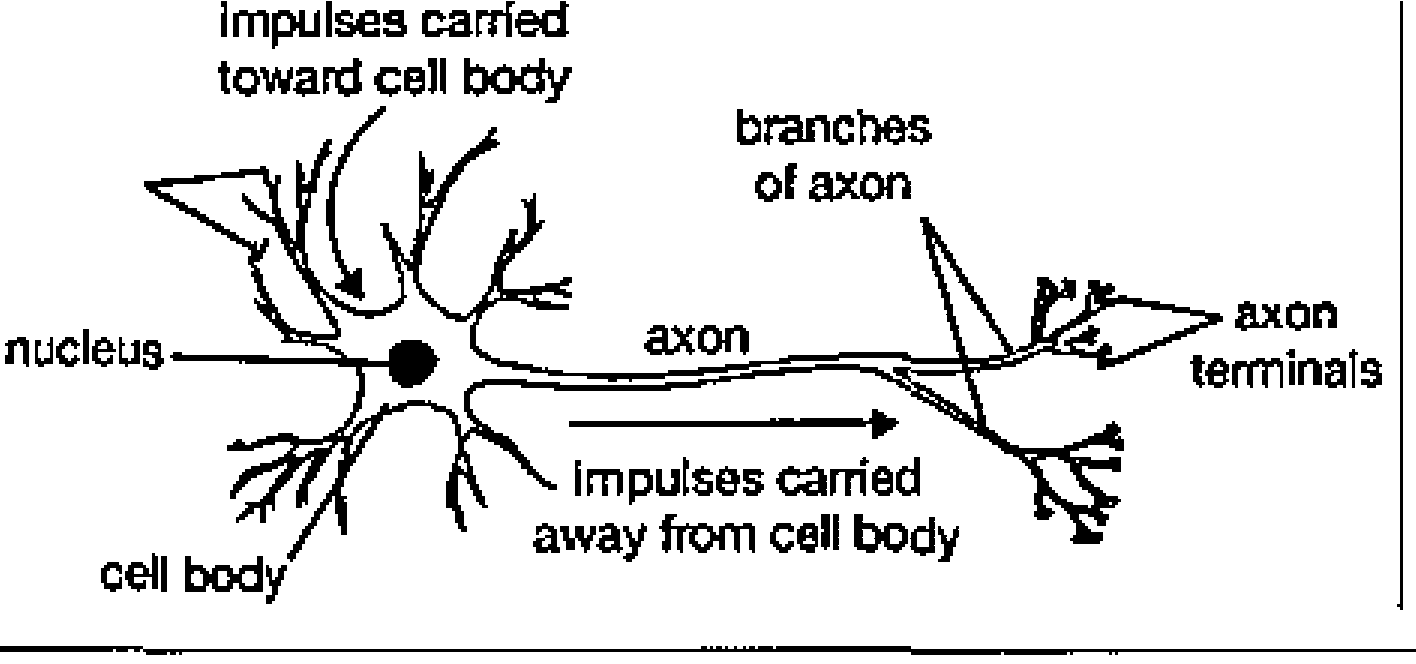 impulses carried
toward cell body
branches
of axon
nucleus
axon
axon
terminals
impulses carried
away from cell body
cell body